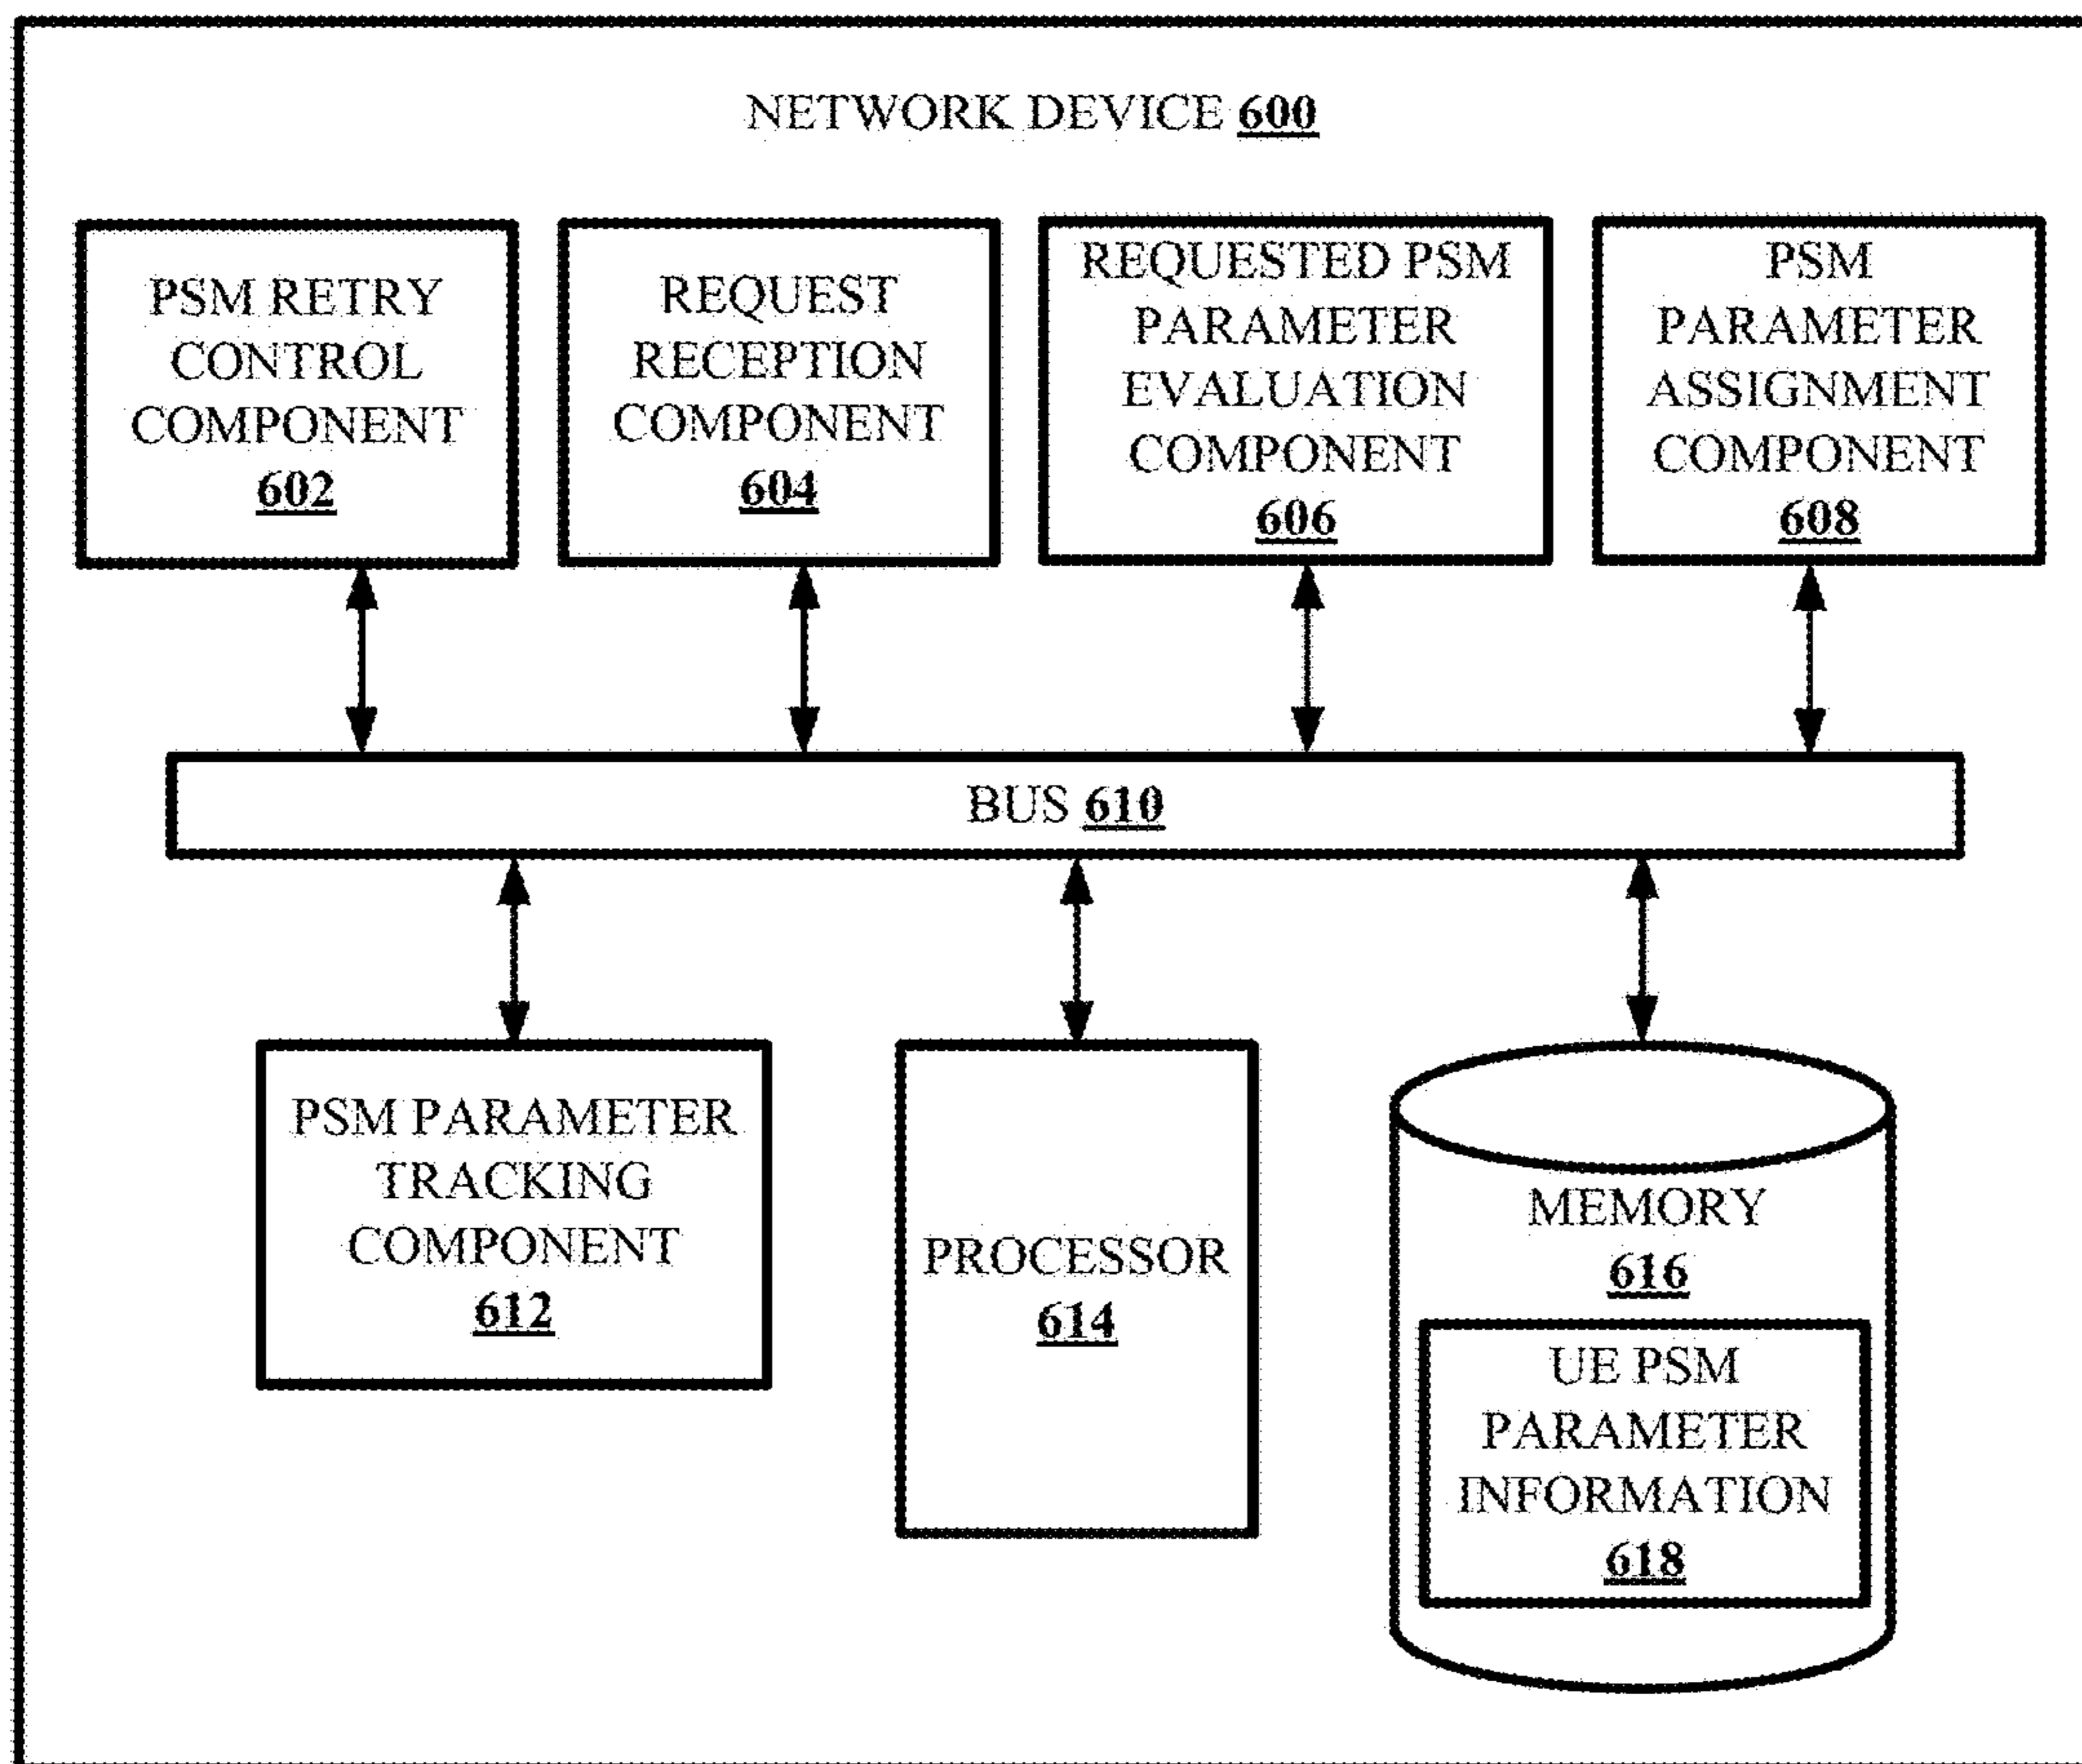 NETWORK DEVICE 600
PSM RETRY
CONTROL
COMPONENT
602
REQUEST
RECEPTION
COMPONENT
604
REQUESTED PSM
PARAMETER
EVALUATION
COMPONENT
606
PSM
PARAMETER
ASSIGNMENT
COMPONENT
608
BUS 610
PSM PARAMETER
TRACKING
COMPONENT
612
PROCESSOR
614
MEMORY
616
UE PSM
PARAMETER
INFORMATION
618